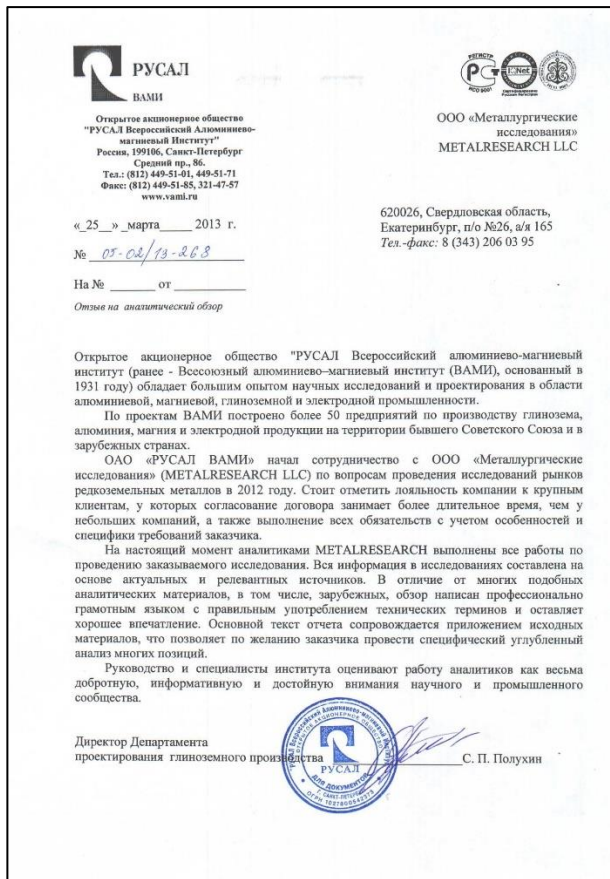 РУСАЛ
ВАМИ
Открытое акционерное общество
"РУСАЛ Всероссийский Алюминиево-
магниевый Институт"
Россия, 199106, Санкт-Петербург
Средний пр., 86.
Тел.: (812) 449-51-01, 449-51-71
Факс: (812) 449-51-85, 321-47-57
www.vami.ru
«_25__» _марта_____ 2013 г.
№ 05-02/13-268
На № _______ от ___________
Отзыв на аналитический обзор
РЕГИСТР
ИСО 9001
IQNet
ООО «Металлургические
исследования»
METALRESEARCH LLC
620026, Свердловская область,
Екатеринбург, п/о №26, а/я 165
Тел.-факс: 8 (343) 206 03 95
Открытое акционерное общество "РУСАЛ Всероссийский алюминиево-магниевый
институт (ранее - Всесоюзный алюминиево–магниевый институт (ВАМИ), основанный в
1931 году) обладает большим опытом научных исследований и проектирования в области
алюминиевой, магниевой, глиноземной и электродной промышленности.
По проектам ВАМИ построено более 50 предприятий по производству глинозема,
алюминия, магния и электродной продукции на территории бывшего Советского Союза и в
зарубежных странах.
ОАО «РУСАЛ ВАМИ» начал сотрудничество с ООО «Металлургические
исследования» (METALRESEARCH LLC) по вопросам проведения исследований рынков
редкоземельных металлов в 2012 году. Стоит отметить лояльность компании к крупным
клиентам, у которых согласование договора занимает более длительное время, чем у
небольших компаний, а также выполнение всех обязательств с учетом особенностей и
специфики требований заказчика.
На настоящий момент аналитиками METALRESEARCH выполнены все работы по
проведению заказываемого исследования. Вся информация в исследованиях составлена на
основе актуальных и релевантных источников. В отличие от многих подобных
аналитических материалов, в том числе, зарубежных, обзор написан профессионально
грамотным языком с правильным употреблением технических терминов и оставляет
хорошее впечатление. Основной текст отчета сопровождается приложением исходных
материалов, что позволяет по желанию заказчика провести специфический углубленный
анализ многих позиций.
Руководство и специалисты института оценивают работу аналитиков как весьма
добротную, информативную и достойную внимания научного и промышленного
сообщества.
Директор Департамента
проектирования глиноземного производства _____________________С. П. Полухин
РУСАЛ
ДЛЯ ДОКУМЕНТОВ